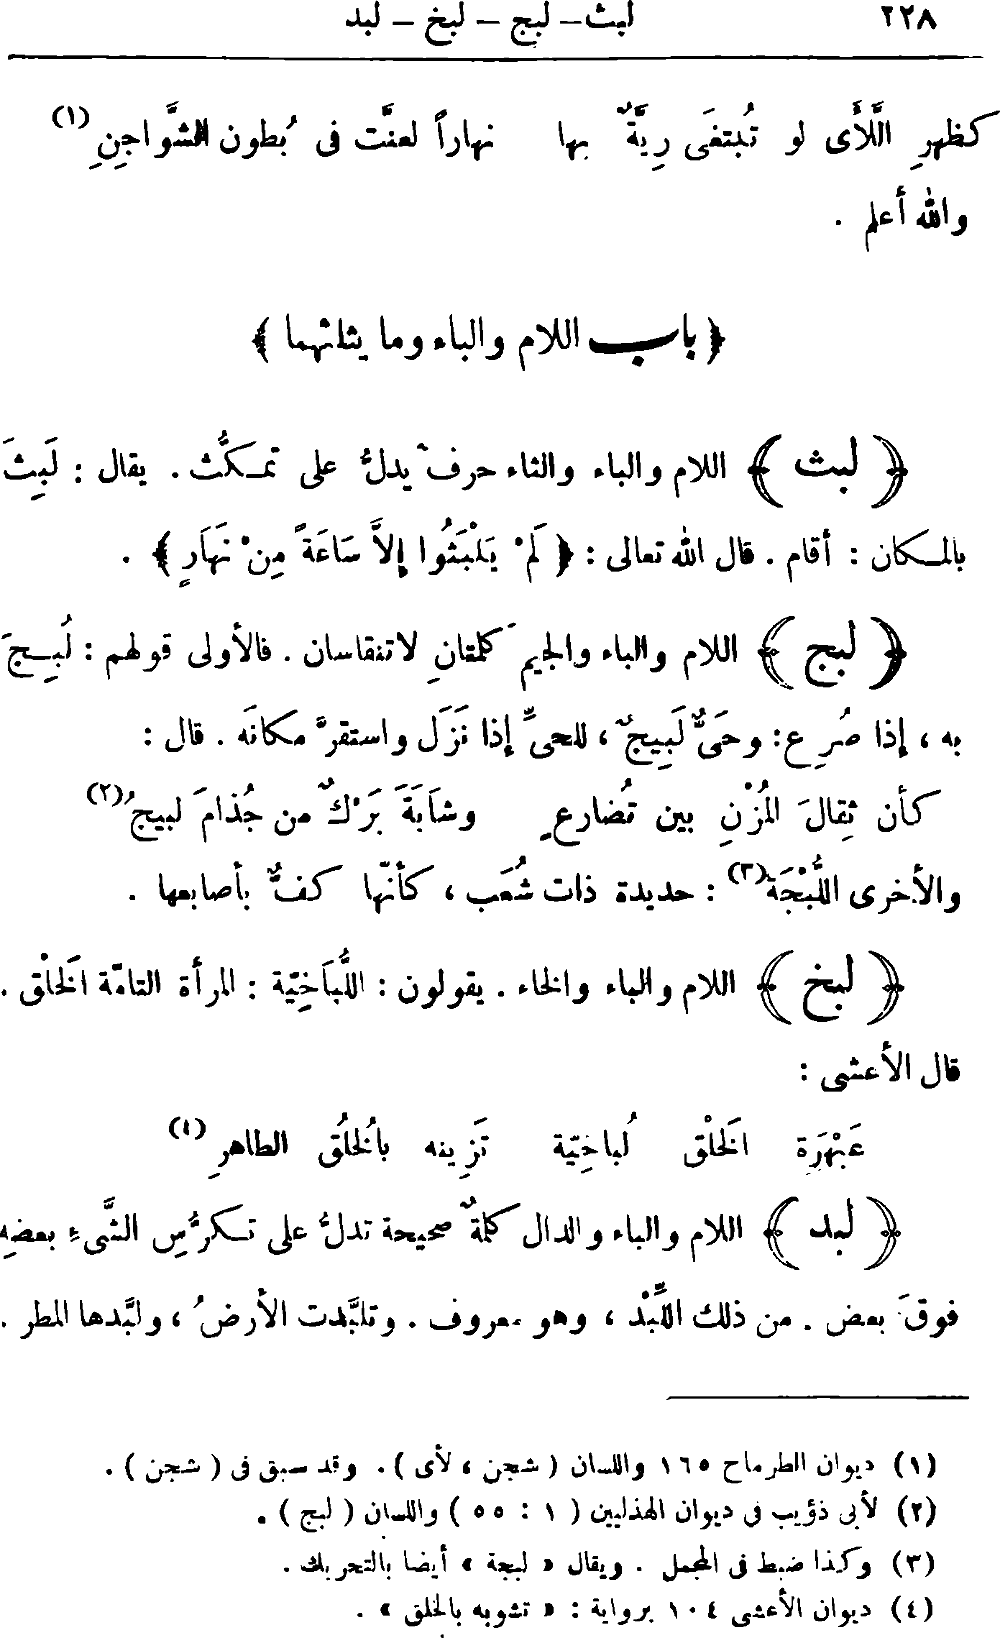 ٢٢٨ لبث – لبج – لبخ – لبد
كظهرِ الَّلأَى لو تُبتغَى رِيَّةٌ بها نهاراً لعنَّت فى بُطون الشَّواجِنِ (١)
والله أعلم .
﴿ باب اللام والباء وما يثلثهما ﴾
﴿ لبث ﴾ اللام والباء والثاء حرفٌ يدلُّ على تمكُّث . يقال : لَبِثَ
بالمكان : أقام . قال الله تعالى : ﴿ لَمْ يَلْبَثُوا إِلاَّ سَاعَةً مِنْ نَهَارٍ ﴾ .
﴿ لبج ﴾ اللام والباء والجيم كلمتانِ لا تنقاسان . فالأولى قولهم : لُبِجَ
به ، إذا صُرِع : وحَىٌّ لَبِيجٌ ، للحىِّ إذا نَزَل واستقرَّ مكانَه . قال :
كأن ثِقالَ المُزْنِ بين تُضارعٍ وشَابَةَ بَرْكٌ من جُذامَ لبيجُ (٢)
والأخرى اللُّبْجَة (٣) : حديدة ذات شُعَب ، كأنّها كفٌّ بأصابعها .
﴿ لبخ ﴾ اللام والباء والخاء . يقولون : اللُّبَاخِيّة : المرأة التامّة الخَلْق .
قال الأعشى :
عَبْهَرَة الخَلْق لُباخِيّة تَزِينه بالخُلُق الطاهرِ (٤)
﴿ لبد ﴾ اللام والباء والدال كلمةٌ صحيحة تدلُّ على تكرُّسِ الشَّىءِ بعضِه
فوقَ بعض . من ذلك اللِّبْد ، وهو معروف . وتلبَّدت الأرضُ ، ولبَّدها المطر .
(١) ديوان الطرماح ١٦٥ واللسان ( شجن ، لأى ) . وقد سبق فى ( شجن ) .
(٢) لأبى ذؤيب فى ديوان الهذليين ( ١ : ٥٥ ) واللسان ( لبج ) .
(٣) وكذا ضبط فى المجمل . ويقال « لبجة » أيضا بالتحريك .
(٤) ديوان الأعشى ١٠٤ برواية : « تشوبه بالخلق » .